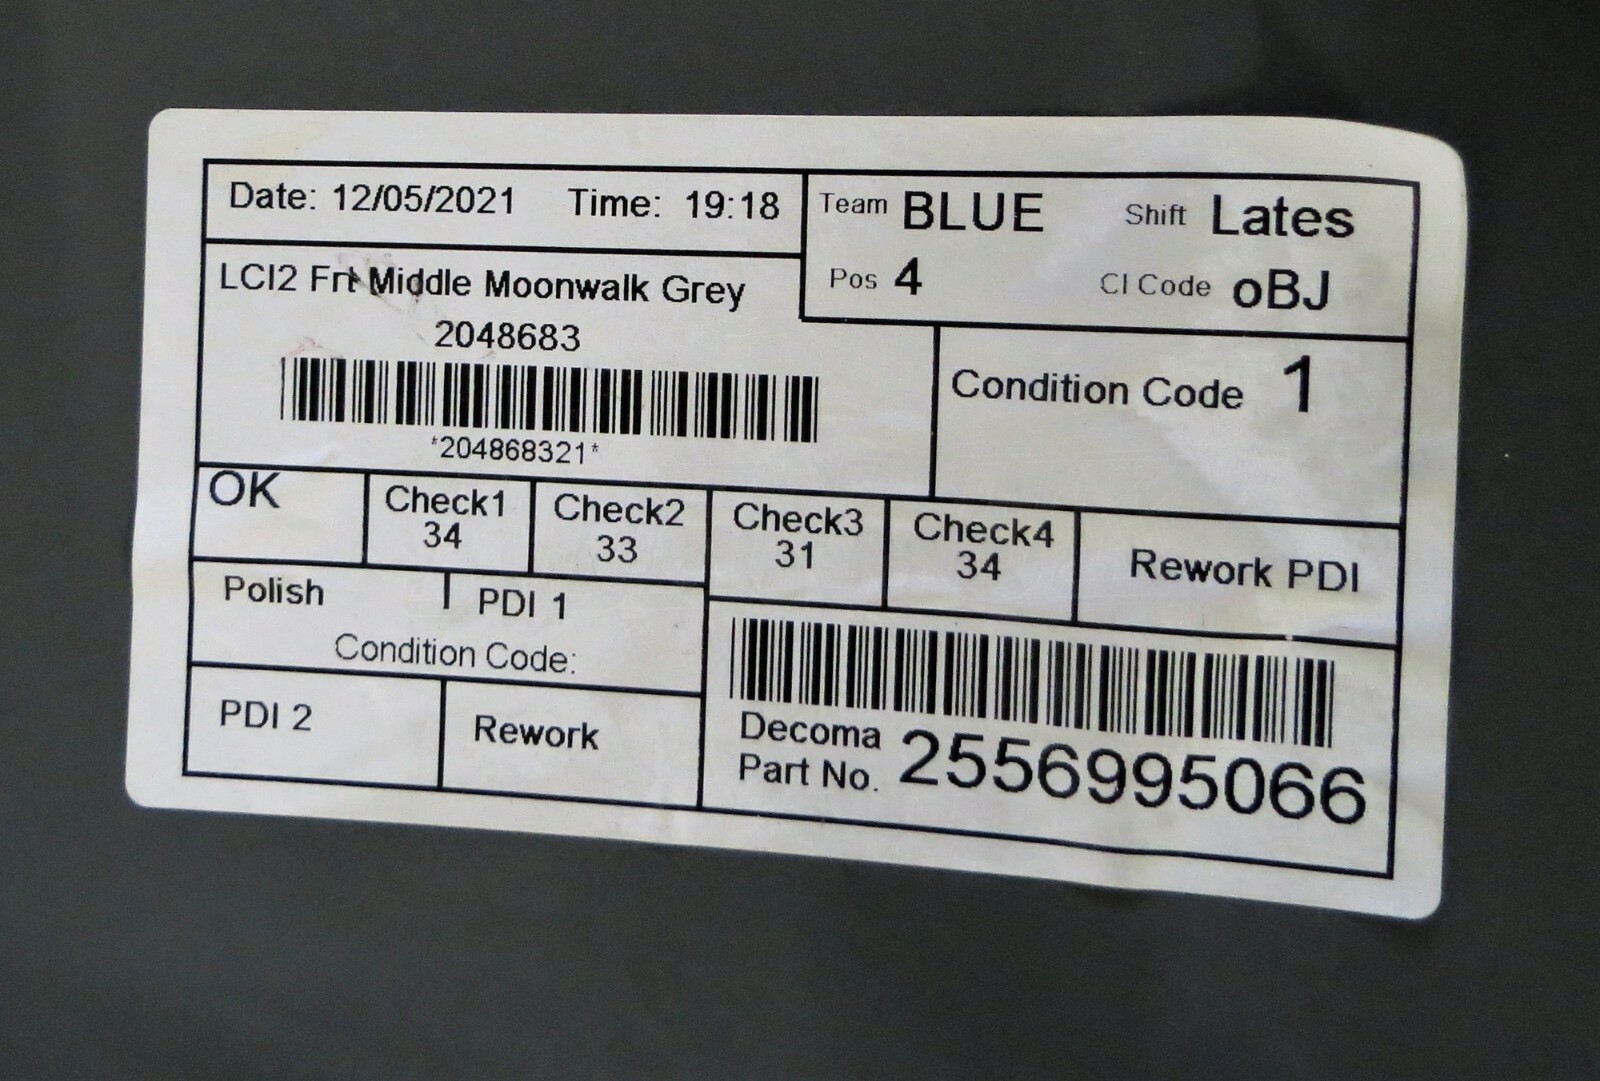 Date: 12/05/2021 Time: 19:18
Team BLUE Shift Lates
Pos 4 CI Code oBJ
LCI2 Frt Middle Moonwalk Grey
2048683
*204868321*
Condition Code 1
OK
Check1
34
Check2
33
Check3
31
Check4
34
Rework PDI
Polish
PDI 1
Condition Code:
PDI 2
Rework
Decoma
Part No. 2556995066